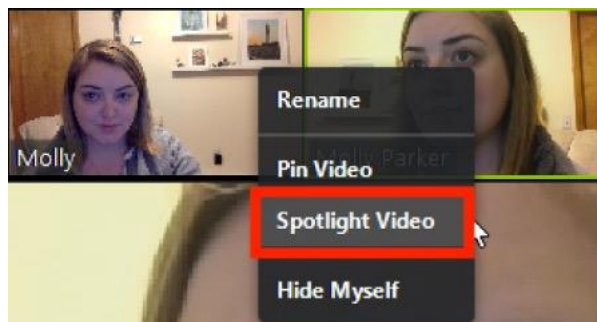 Rename
Molly
Molly Parker
Pin Video
Spotlight Video
Hide Myself